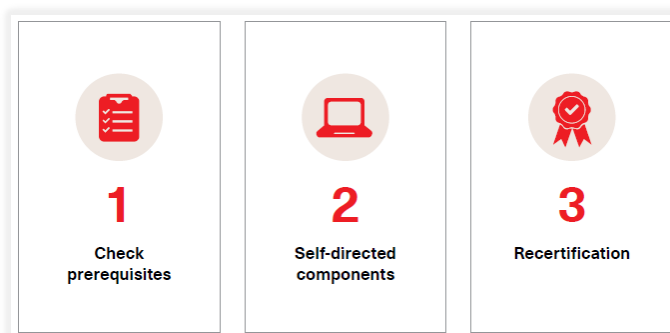 1
Check
prerequisites
2
Self-directed
components
3
Recertification